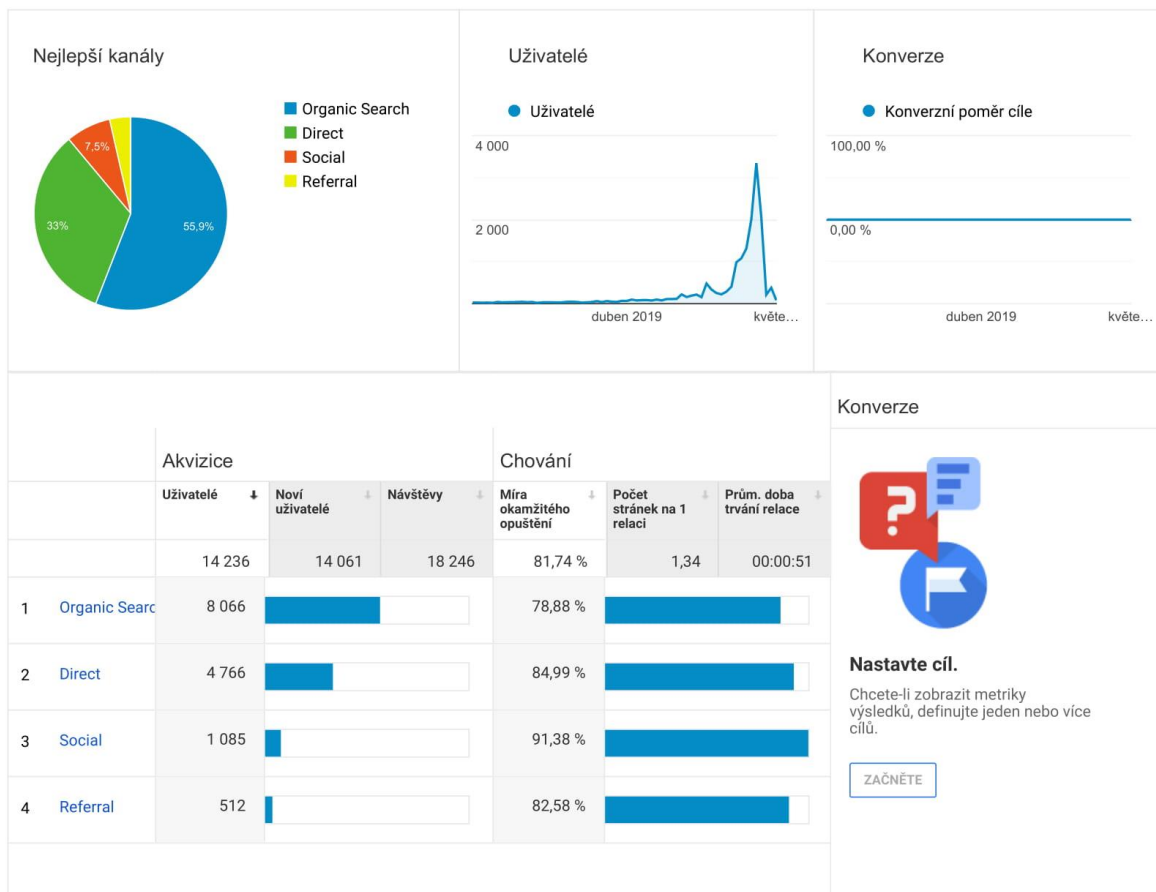 Nejlepší kanály
Organic Search
Direct
Social
Referral
7,5%
33%
55,9%
Uživatelé
Uživatelé
4 000
2 000
duben 2019
květe…
Konverze
Konverzní poměr cíle
100,00 %
0,00 %
duben 2019
květe…
Akvizice
Chování
Uživatelé
Noví
uživatelé
Návštěvy
Míra
okamžitého
opuštění
Počet
stránek na 1
relaci
Prům. doba
trvání relace
14 236
14 061
18 246
81,74 %
1,34
00:00:51
1 Organic Searc 8 066 78,88 %
2 Direct 4 766 84,99 %
3 Social 1 085 91,38 %
4 Referral 512 82,58 %
Konverze
?
Nastavte cíl.
Chcete-li zobrazit metriky
výsledků, definujte jeden nebo více
cílů.
ZAČNĚTE